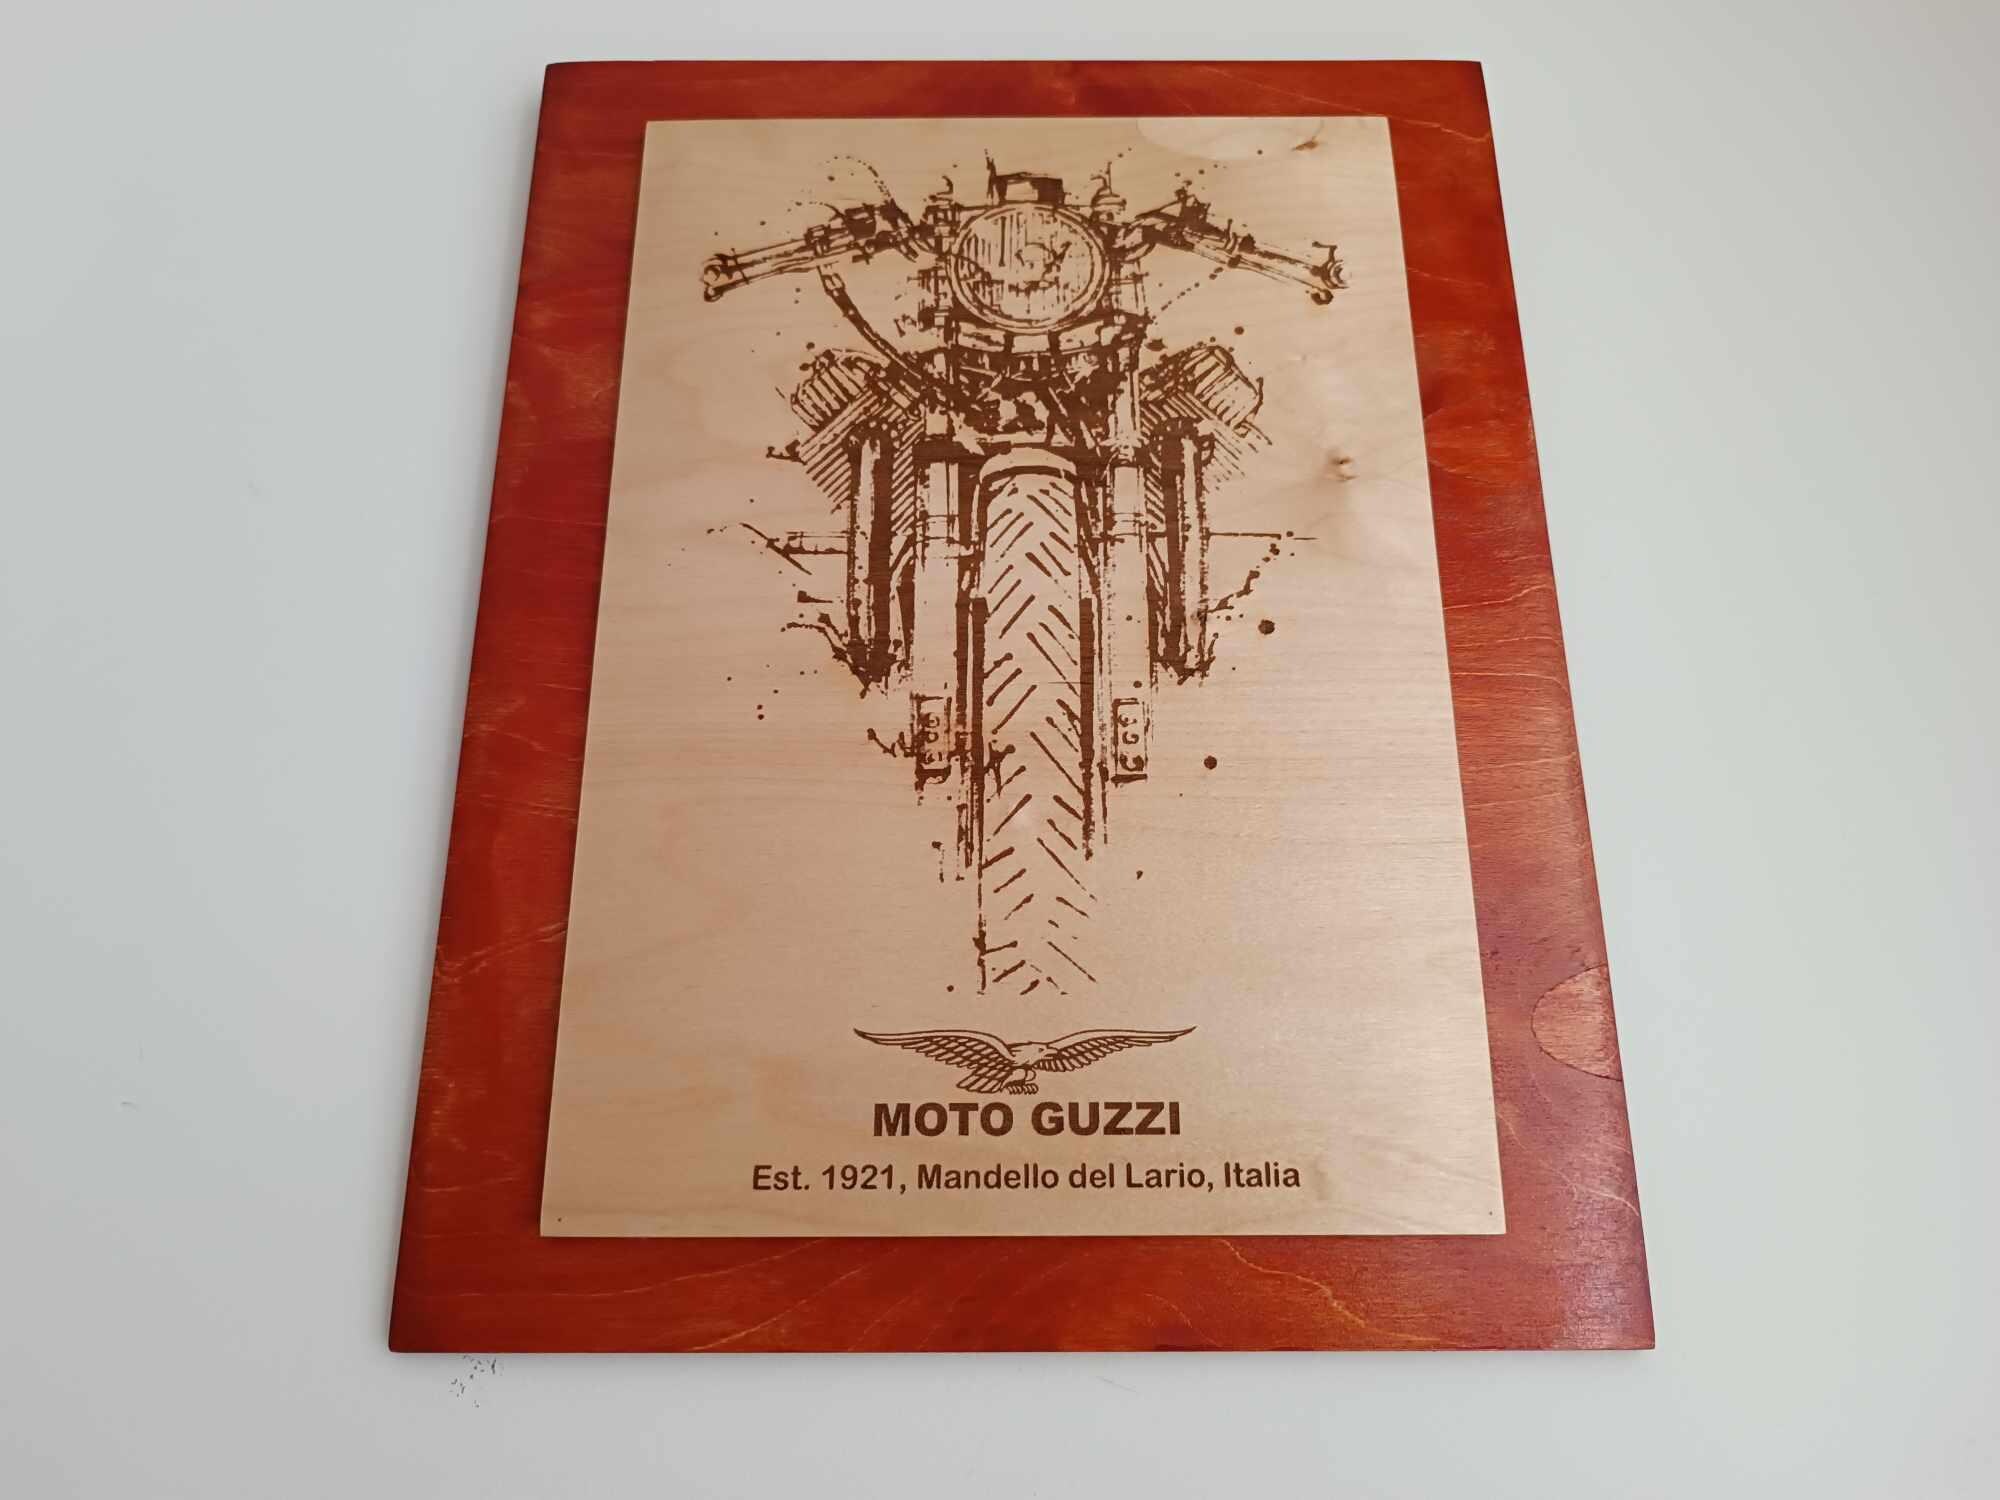 MOTO GUZZI
Est. 1921, Mandello del Lario, Italia